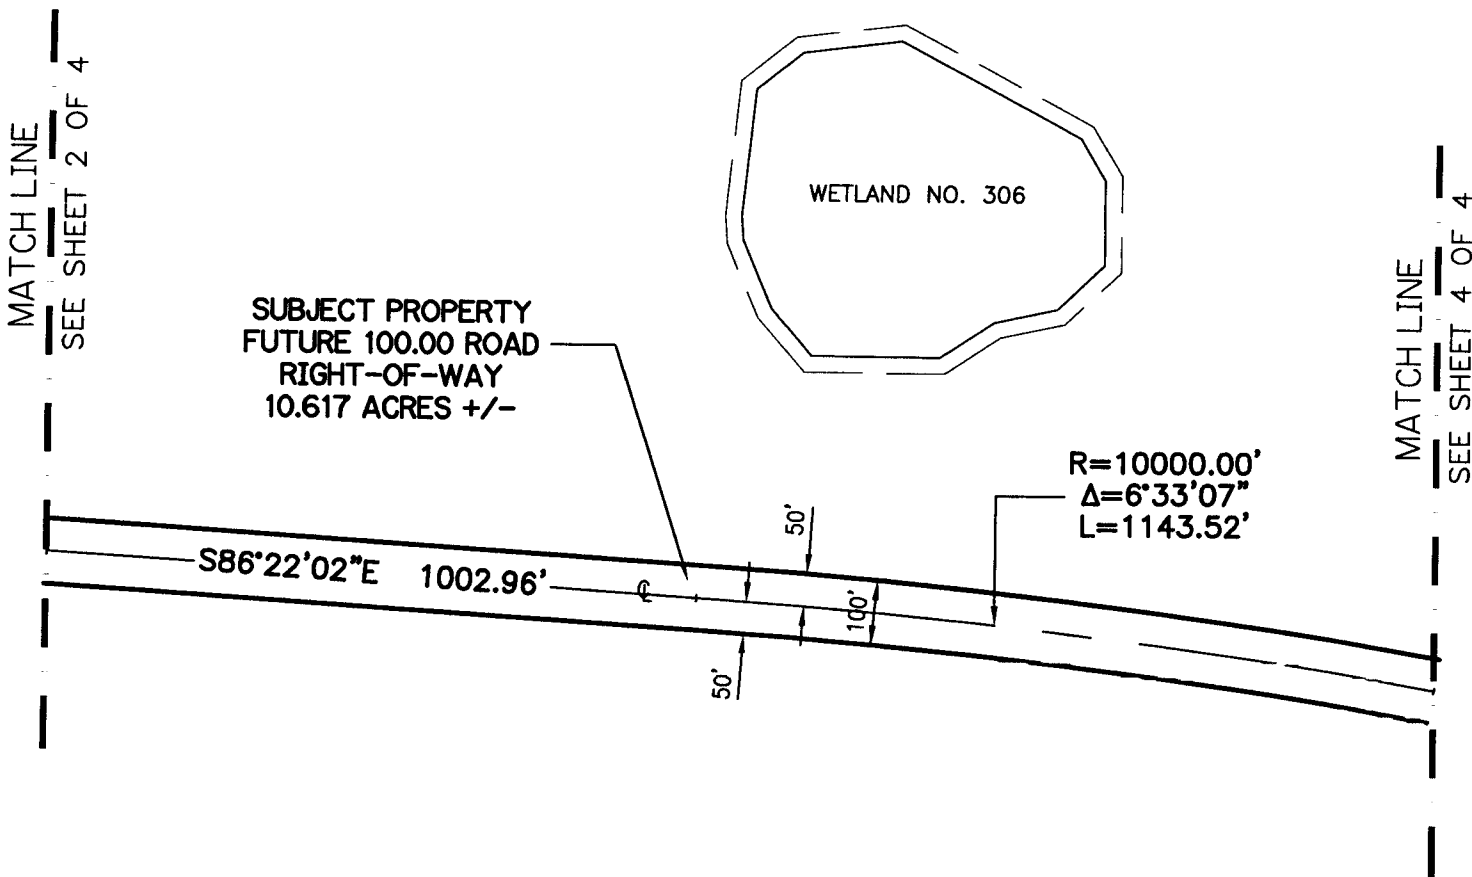 MATCH LINE
SEE SHEET 2 OF 4
WETLAND NO. 306
SUBJECT PROPERTY
FUTURE 100.00 ROAD
RIGHT-OF-WAY
10.617 ACRES +/-
MATCH LINE
SEE SHEET 4 OF 4
R=10000.00'
Δ=6°33'07"
L=1143.52'
50'
S86°22'02"E 1002.96'
℄
100'
50'